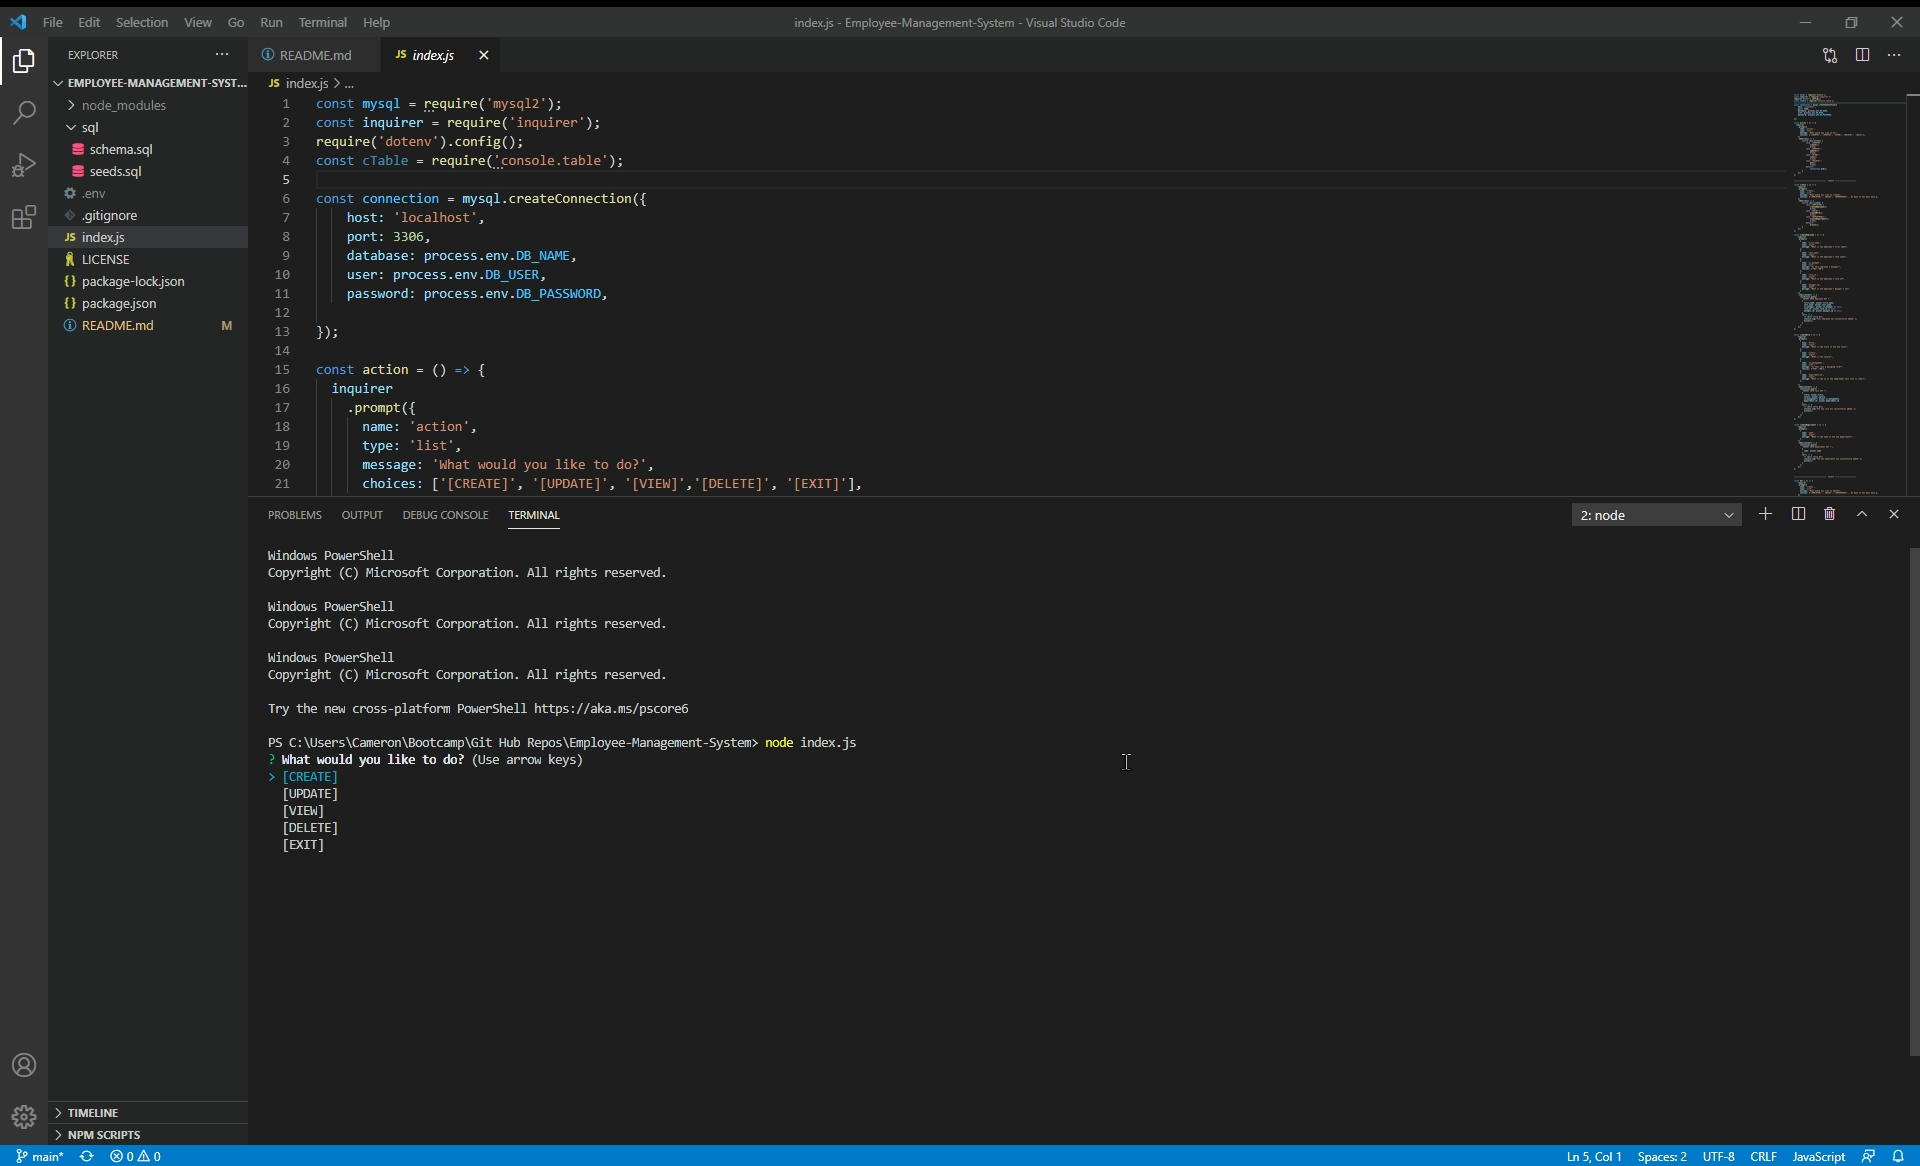 File Edit Selection View Go Run Terminal Help
index.js - Employee-Management-System - Visual Studio Code
EXPLORER ...
EMPLOYEE-MANAGEMENT-SYST...
node_modules
sql
schema.sql
seeds.sql
.env
.gitignore
JS index.js
LICENSE
{} package-lock.json
{} package.json
README.md M
TIMELINE
NPM SCRIPTS
README.md
JS index.js
JS index.js > ...
1 const mysql = require('mysql2');
2 const inquirer = require('inquirer');
3 require('dotenv').config();
4 const cTable = require('console.table');
5
6 const connection = mysql.createConnection({
7 host: 'localhost',
8 port: 3306,
9 database: process.env.DB_NAME,
10 user: process.env.DB_USER,
11 password: process.env.DB_PASSWORD,
12
13 });
14
15 const action = () => {
16 inquirer
17 .prompt({
18 name: 'action',
19 type: 'list',
20 message: 'What would you like to do?',
21 choices: ['[CREATE]', '[UPDATE]', '[VIEW]','[DELETE]', '[EXIT]'],
PROBLEMS OUTPUT DEBUG CONSOLE TERMINAL
2: node
Windows PowerShell
Copyright (C) Microsoft Corporation. All rights reserved.
Windows PowerShell
Copyright (C) Microsoft Corporation. All rights reserved.
Windows PowerShell
Copyright (C) Microsoft Corporation. All rights reserved.
Try the new cross-platform PowerShell https://aka.ms/pscore6
PS C:\Users\Cameron\Bootcamp\Git Hub Repos\Employee-Management-System> node index.js
? What would you like to do? (Use arrow keys)
> [CREATE]
[UPDATE]
[VIEW]
[DELETE]
[EXIT]
main* 0 0
Ln 5, Col 1 Spaces: 2 UTF-8 CRLF JavaScript